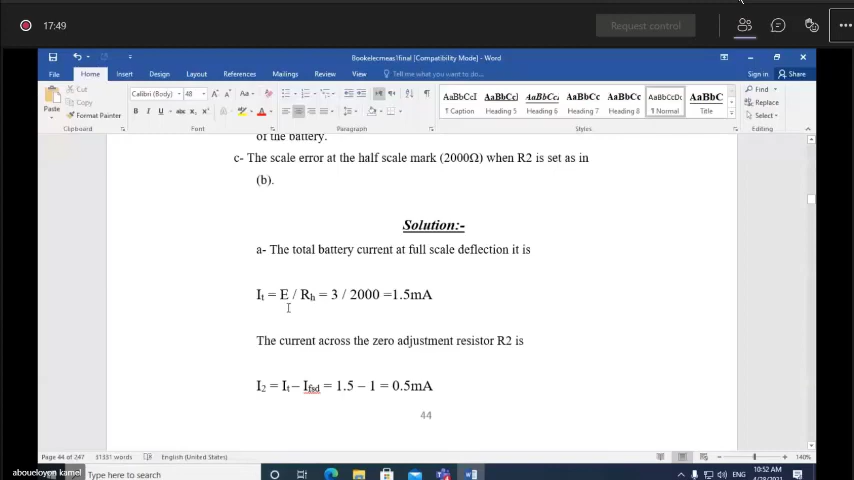 17:49
Request control
Bookelecmeas1final [Compatibility Mode] - Word
File Home Insert Design Layout References Mailings Review View Tell me what you want to do... Sign in Share
Cut
Copy
Paste
Format Painter
Clipboard
Calibri (Body) 48
B I U
Font
Paragraph
AaBbCcI AaBbCc AaBbCc AaBbCc AaBbCc AaBbCcDc AaBbC
¶ Caption Heading 5 Heading 6 Heading 8 Heading 9 ¶ Normal Title
Styles
Find
Replace
Select
Editing
of the battery.
c- The scale error at the half scale mark (2000Ω) when R2 is set as in
(b).
Solution:-
a- The total battery current at full scale deflection it is
It = E / Rh = 3 / 2000 =1.5mA
The current across the zero adjustment resistor R2 is
I2 = It – Ifsd = 1.5 – 1 = 0.5mA
44
Page 44 of 247 31331 words English (United States) 140%
aboueloyon kamel
Type here to search
ENG
10:52 AM
4/28/2021